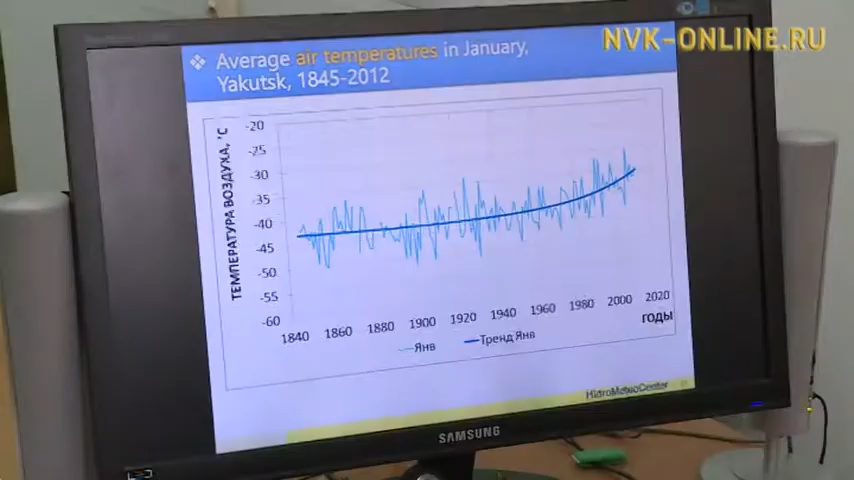 NVK-ONLINE.RU
❖ Average air temperatures in January,
Yakutsk, 1845-2012
ТЕМПЕРАТУРА ВОЗДУХА, °С
-20
-25
-30
-35
-40
-45
-50
-55
-60
1840 1860 1880 1900 1920 1940 1960 1980 2000 2020
ГОДЫ
Янв Тренд Янв
HidroMeteoCenter
SAMSUNG